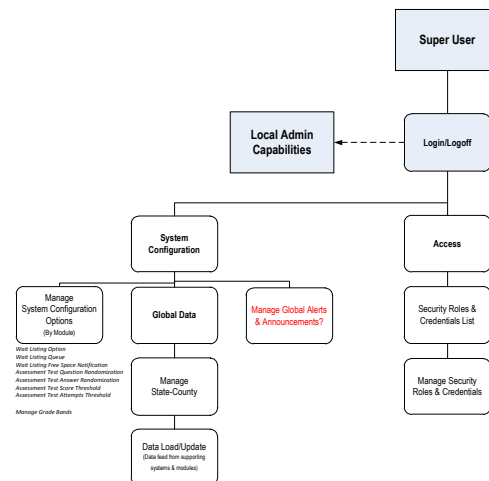 Super User
Local Admin
Capabilities
Login/Logoff
System
Configuration
Access
Manage
System Configuration
Options
(By Module)
Global Data
Manage Global Alerts
& Announcements?
Security Roles &
Credentials List
Wait Listing Option
Wait Listing Queue
Wait Listing Free Space Notification
Assessment Test Question Randomization
Assessment Test Answer Randomization
Assessment Test Score Threshold
Assessment Test Attempts Threshold
Manage Grade Bands
Manage
State-County
Manage Security
Roles & Credentials
Data Load/Update
(Data feed from supporting
systems & modules)